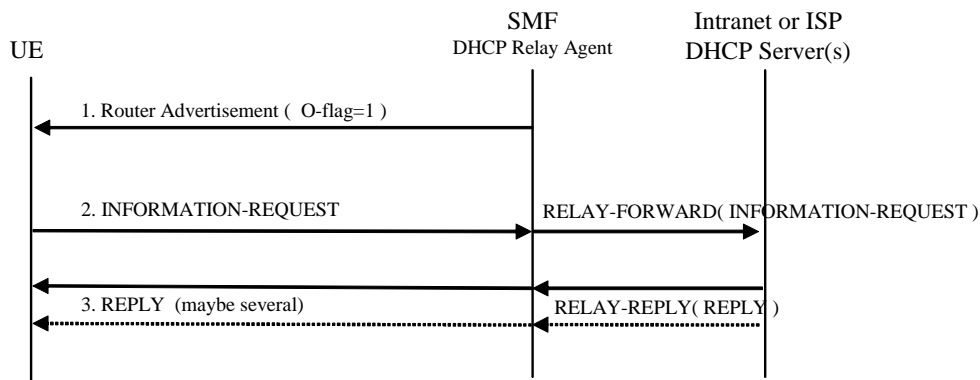 SMF
DHCP Relay Agent
Intranet or ISP
DHCP Server(s)
UE
1. Router Advertisement ( O-flag=1 )
2. INFORMATION-REQUEST
RELAY-FORWARD( INFORMATION-REQUEST )
3. REPLY (maybe several)
RELAY-REPLY( REPLY )